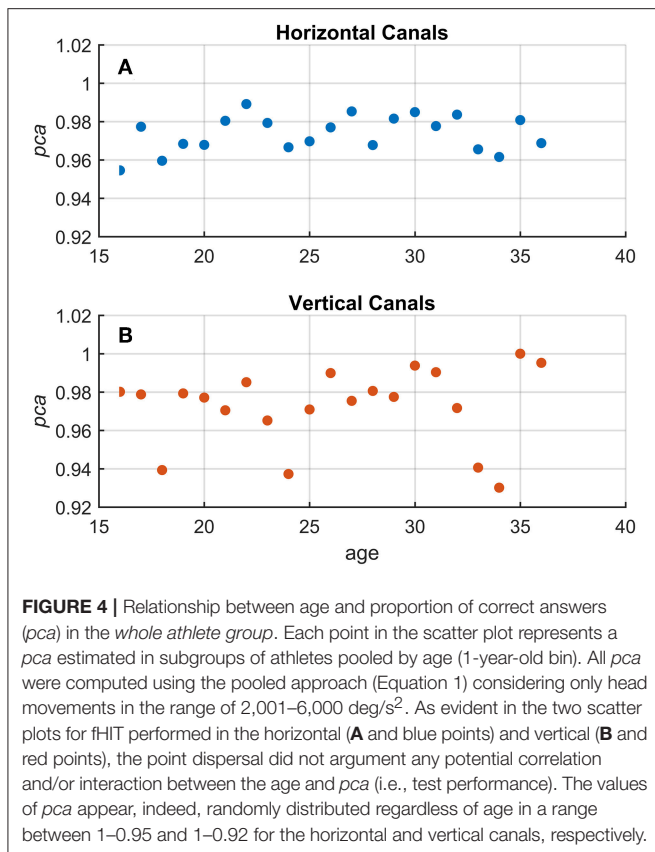 Horizontal Canals
A
1.02
1
0.98
0.96
0.94
0.92
pca
15 20 25 30 35 40
Vertical Canals
B
1.02
1
0.98
0.96
0.94
0.92
pca
15 20 25 30 35 40
age
FIGURE 4 | Relationship between age and proportion of correct answers
(pca) in the whole athlete group. Each point in the scatter plot represents a
pca estimated in subgroups of athletes pooled by age (1-year-old bin). All pca
were computed using the pooled approach (Equation 1) considering only head
movements in the range of 2,001–6,000 deg/s². As evident in the two scatter
plots for fHIT performed in the horizontal (A and blue points) and vertical (B and
red points), the point dispersal did not argument any potential correlation
and/or interaction between the age and pca (i.e., test performance). The values
of pca appear, indeed, randomly distributed regardless of age in a range
between 1–0.95 and 1–0.92 for the horizontal and vertical canals, respectively.